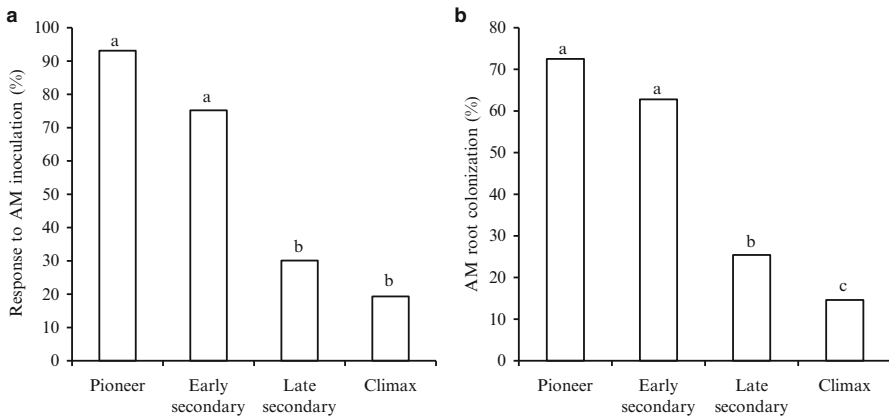 a
Response to AM inoculation (%)
100
90
80
70
60
50
40
30
20
10
0
a
a
b
b
Pioneer
Early
secondary
Late
secondary
Climax
b
AM root colonization (%)
80
70
60
50
40
30
20
10
0
a
a
b
c
Pioneer
Early
secondary
Late
secondary
Climax